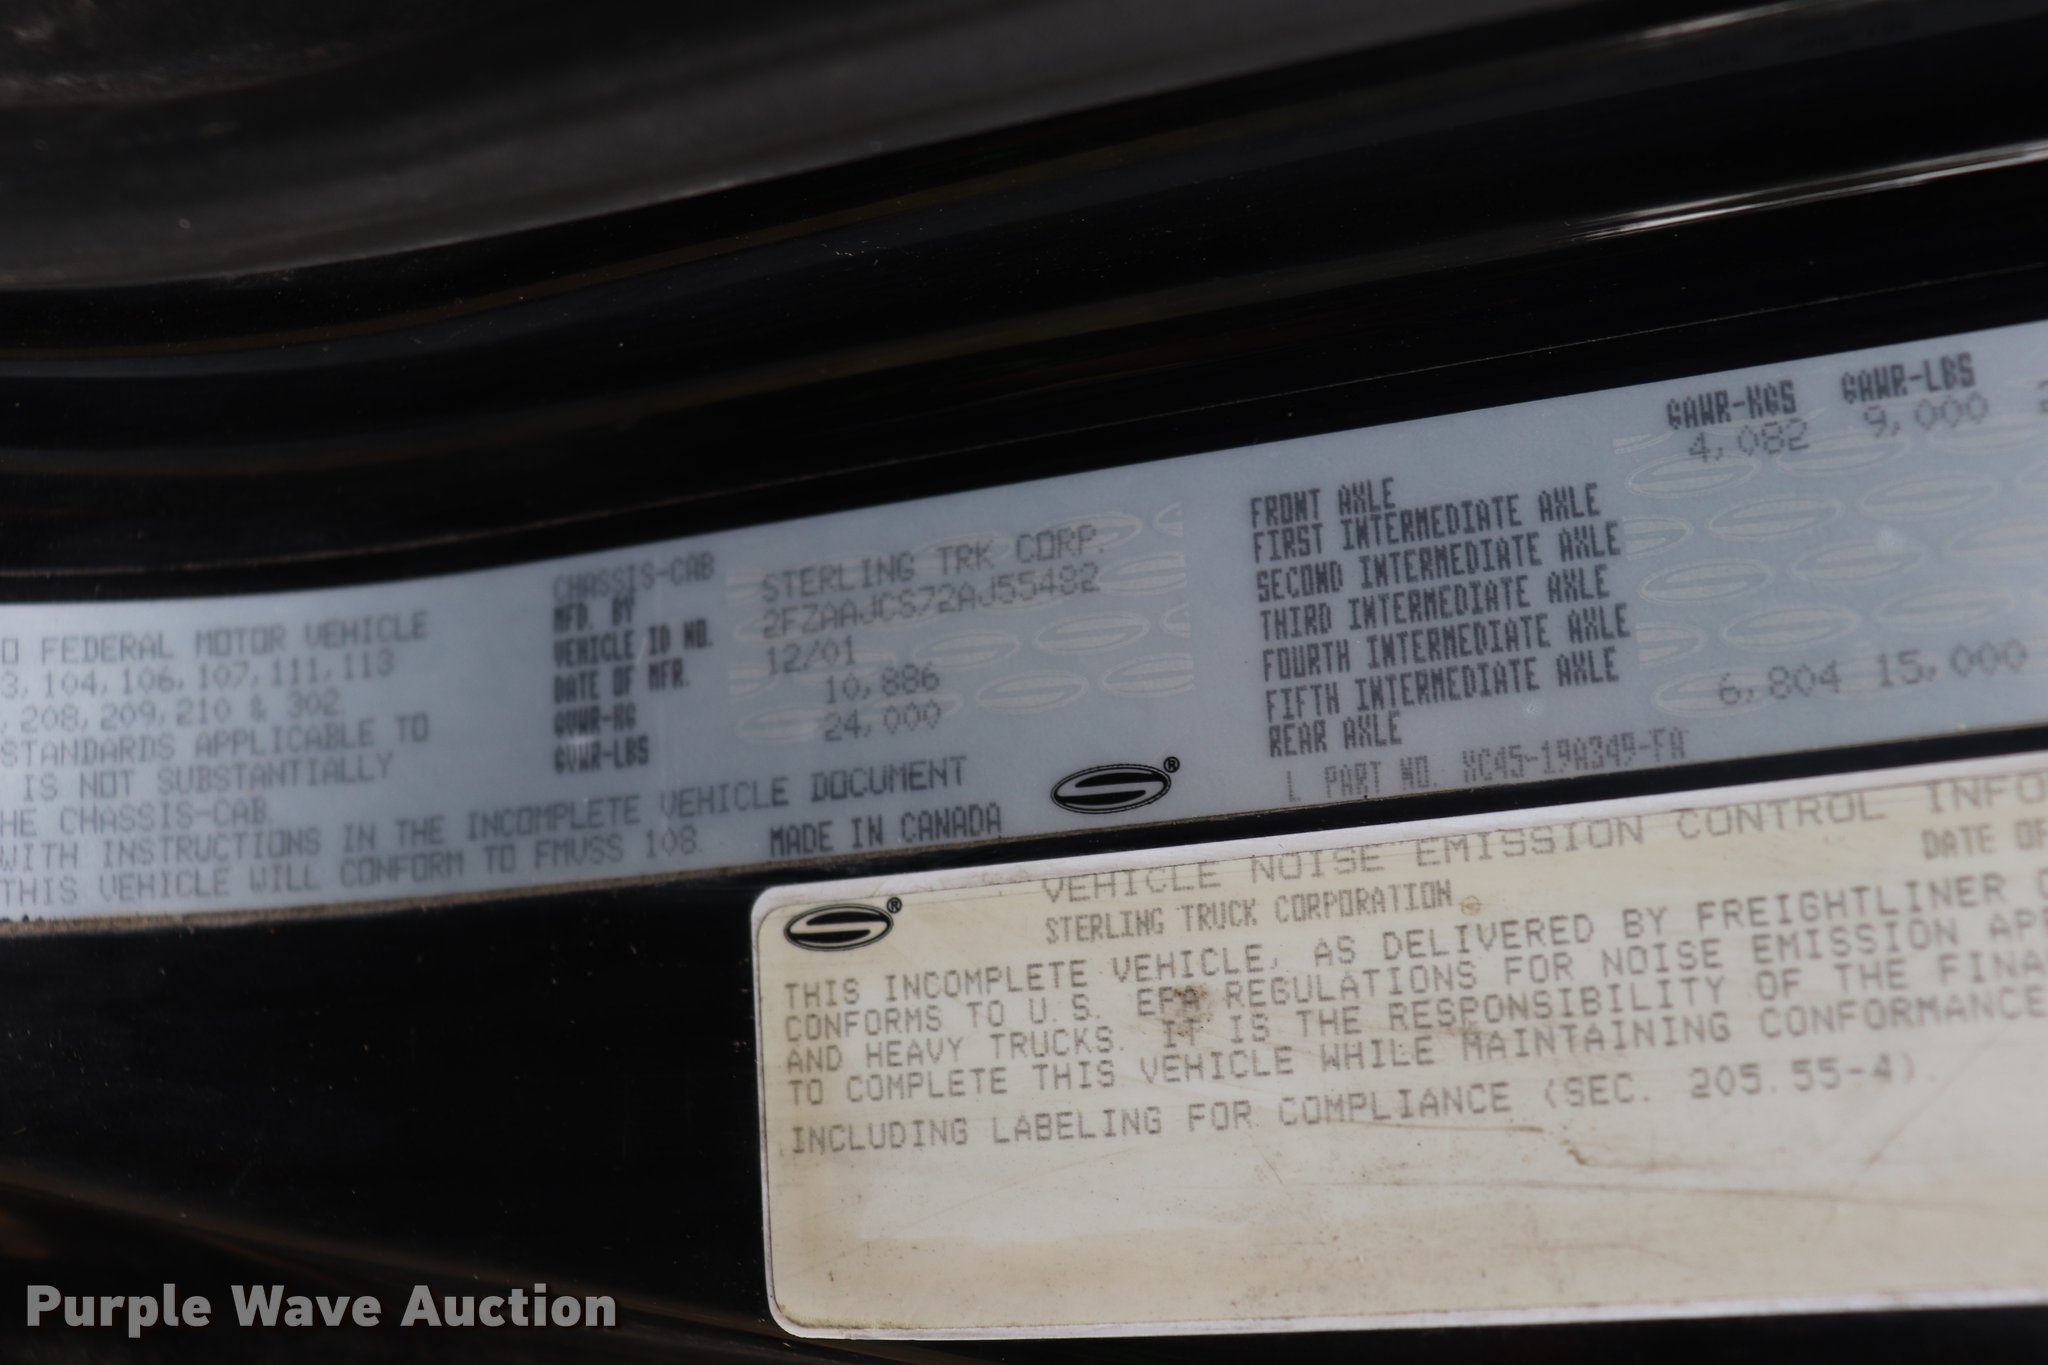 O FEDERAL MOTOR VEHICLE
3, 104, 106, 107, 111, 113
, 208, 209, 210 & 302
STANDARDS APPLICABLE TO
IS NOT SUBSTANTIALLY
HE CHASSIS-CAB.
WITH INSTRUCTIONS IN THE INCOMPLETE VEHICLE DOCUMENT
THIS VEHICLE WILL CONFORM TO FMVSS 108
MADE IN CANADA
CHASSIS-CAB
MFD. BY STERLING TRK CORP.
VEHICLE ID NO. 2FZAAJCS72AJ55482
DATE OF MFR. 12/01
GVWR-KG 10,886
GVWR-LBS 24,000
GAWR-KGS GAWR-LBS
FRONT AXLE 4,082 9,000
FIRST INTERMEDIATE AXLE
SECOND INTERMEDIATE AXLE
THIRD INTERMEDIATE AXLE
FOURTH INTERMEDIATE AXLE
FIFTH INTERMEDIATE AXLE
REAR AXLE 6,804 15,000
L PART NO. XC45-19A349-FA
VEHICLE NOISE EMISSION CONTROL INFO
STERLING TRUCK CORPORATION
DATE OF
THIS INCOMPLETE VEHICLE, AS DELIVERED BY FREIGHTLINER
CONFORMS TO U.S. EPA REGULATIONS FOR NOISE EMISSION
AND HEAVY TRUCKS. IT IS THE RESPONSIBILITY OF THE FINA
TO COMPLETE THIS VEHICLE WHILE MAINTAINING CONFORMANCE
INCLUDING LABELING FOR COMPLIANCE (SEC. 205.55-4).
Purple Wave Auction